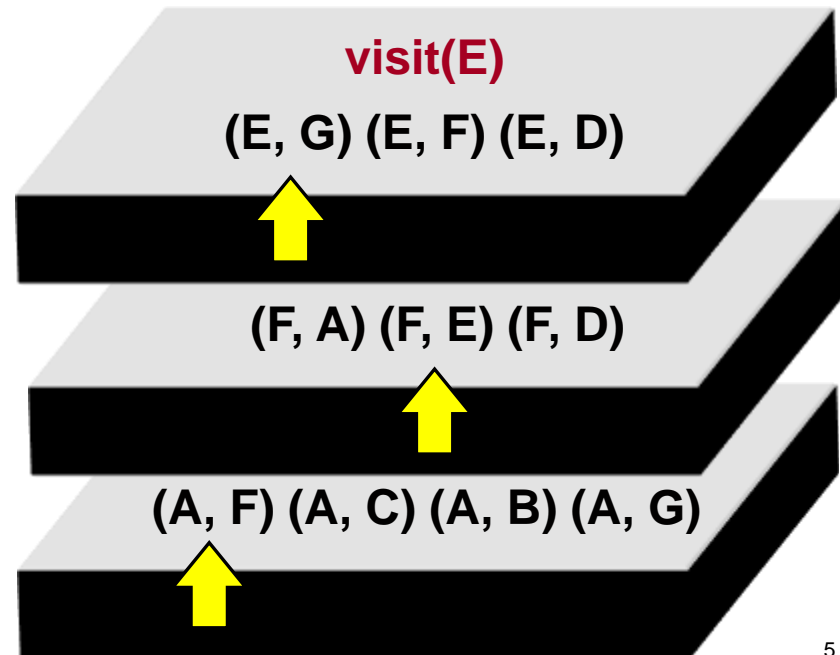 visit(E)
(E, G) (E, F) (E, D)
(F, A) (F, E) (F, D)
(A, F) (A, C) (A, B) (A, G)
5